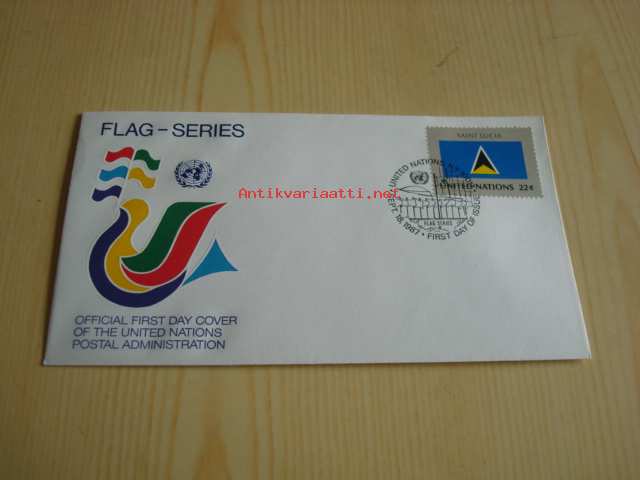 FLAG – SERIES
SAINT LUCIA
UNITED NATIONS 22¢
UNITED NATIONS
SEPT. 18, 1987 • FIRST DAY OF ISSUE
FLAG SERIES
Antikvariaatti.net
OFFICIAL FIRST DAY COVER
OF THE UNITED NATIONS
POSTAL ADMINISTRATION